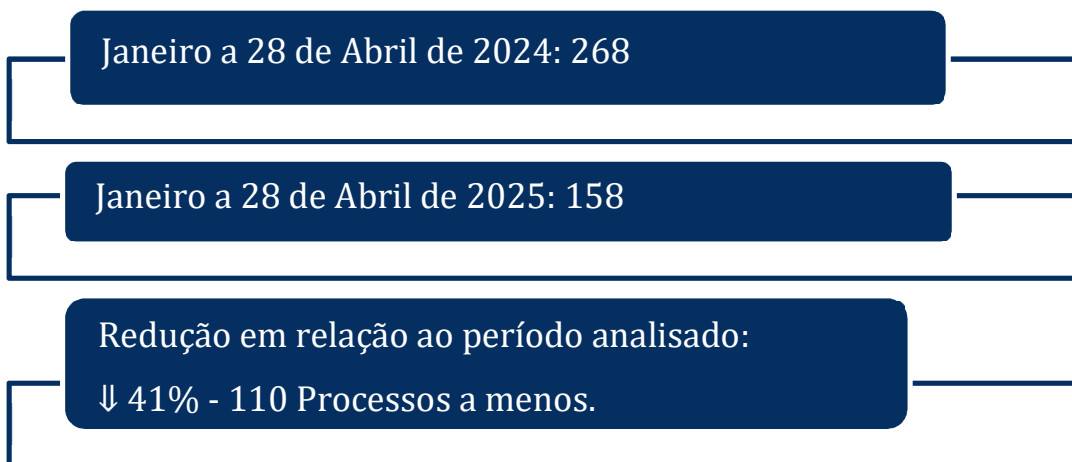 Janeiro a 28 de Abril de 2024: 268
Janeiro a 28 de Abril de 2025: 158
Redução em relação ao período analisado:
⇓ 41% - 110 Processos a menos.